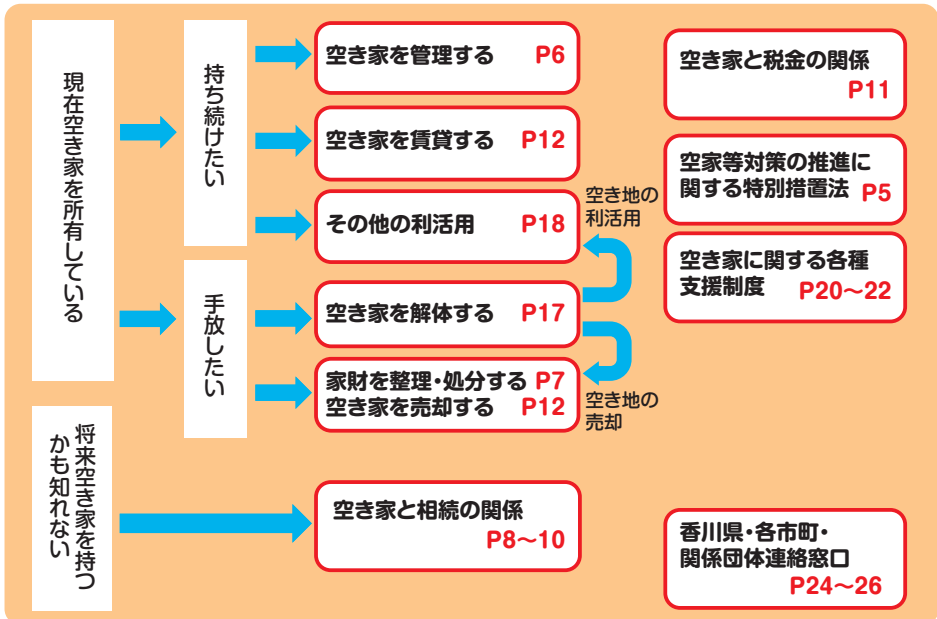 現在空き家を所有している
持ち続けたい
空き家を管理する P6
空き家を賃貸する P12
その他の利活用 P18
空き地の
利活用
手放したい
空き家を解体する P17
家財を整理・処分する P7
空き家を売却する P12
空き地の
売却
将来空き家を持つ
かも知れない
空き家と相続の関係
P8～10
空き家と税金の関係
P11
空家等対策の推進に
関する特別措置法 P5
空き家に関する各種
支援制度 P20～22
香川県・各市町・
関係団体連絡窓口
P24～26